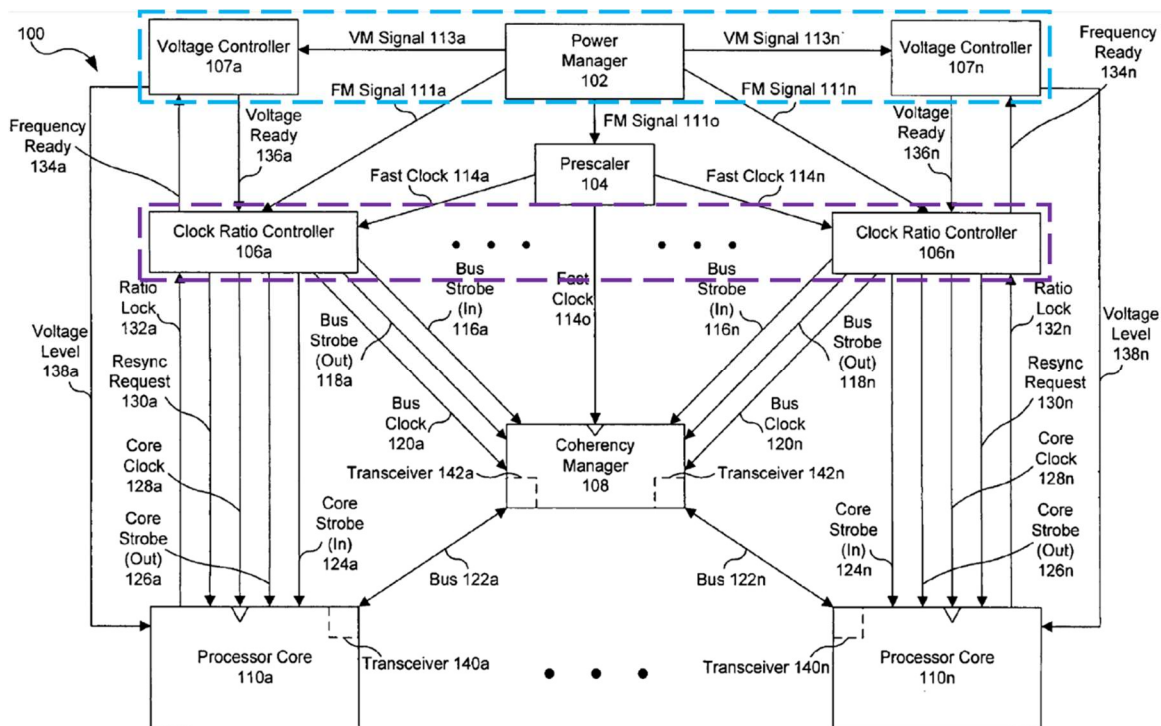 100
Voltage Controller
107a
VM Signal 113a
Power
Manager
102
VM Signal 113n
Voltage Controller
107n
Frequency
Ready
134n
FM Signal 111a
FM Signal 111n
FM Signal 111o
Frequency
Ready
134a
Voltage
Ready
136a
Prescaler
104
Voltage
Ready
136n
Fast Clock 114a
Fast Clock 114n
Clock Ratio Controller
106a
Clock Ratio Controller
106n
Ratio
Lock
132a
Bus
Strobe
(In)
116a
Fast
Clock
114o
Bus
Strobe
(In)
116n
Ratio
Lock
132n
Voltage
Level
138a
Bus
Strobe
(Out)
118a
Bus
Strobe
(Out)
118n
Voltage
Level
138n
Resync
Request
130a
Resync
Request
130n
Bus
Clock
120a
Bus
Clock
120n
Core
Clock
128a
Coherency
Manager
108
Core
Clock
128n
Transceiver 142a
Transceiver 142n
Core
Strobe
(Out)
126a
Core
Strobe
(In)
124a
Core
Strobe
(In)
124n
Core
Strobe
(Out)
126n
Bus 122a
Bus 122n
Processor Core
110a
Transceiver 140a
Transceiver 140n
Processor Core
110n